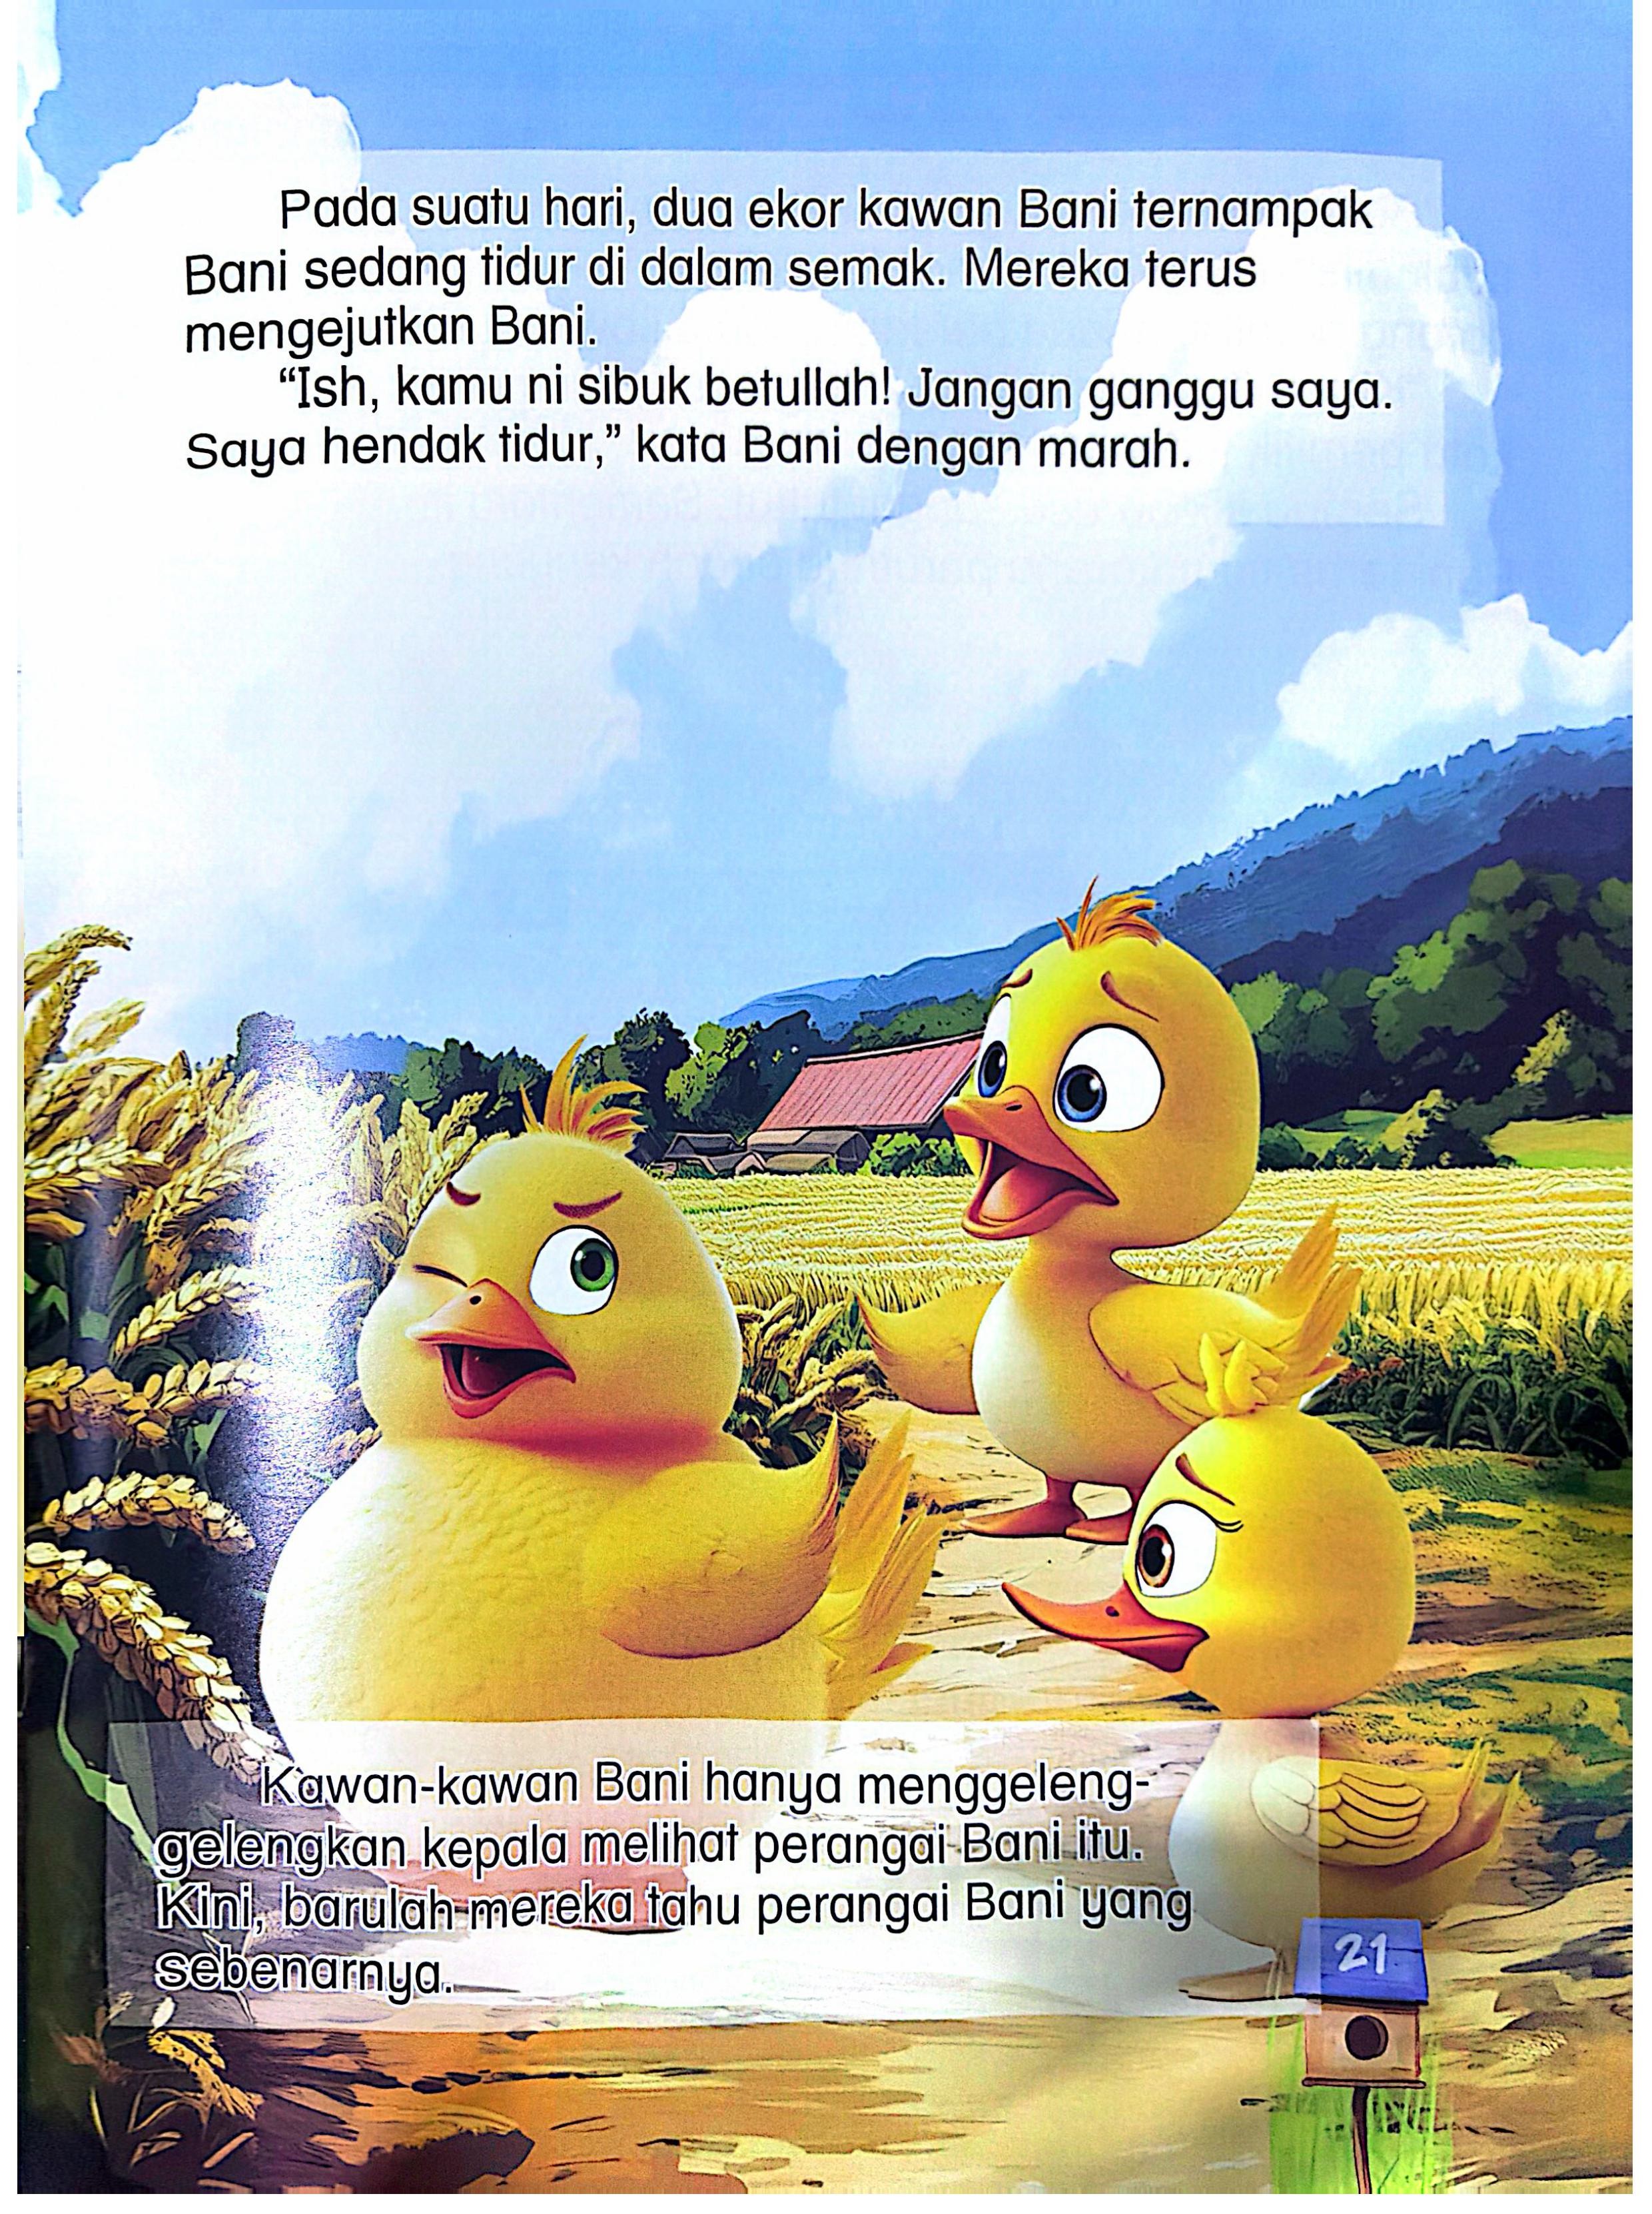 Pada suatu hari, dua ekor kawan Bani ternampak
Bani sedang tidur di dalam semak. Mereka terus
mengejutkan Bani.
“Ish, kamu ni sibuk betullah! Jangan ganggu saya.
Saya hendak tidur,” kata Bani dengan marah.
Kawan-kawan Bani hanya menggeleng-
gelengkan kepala melihat perangai Bani itu.
Kini, barulah mereka tahu perangai Bani yang
sebenarnya.
21